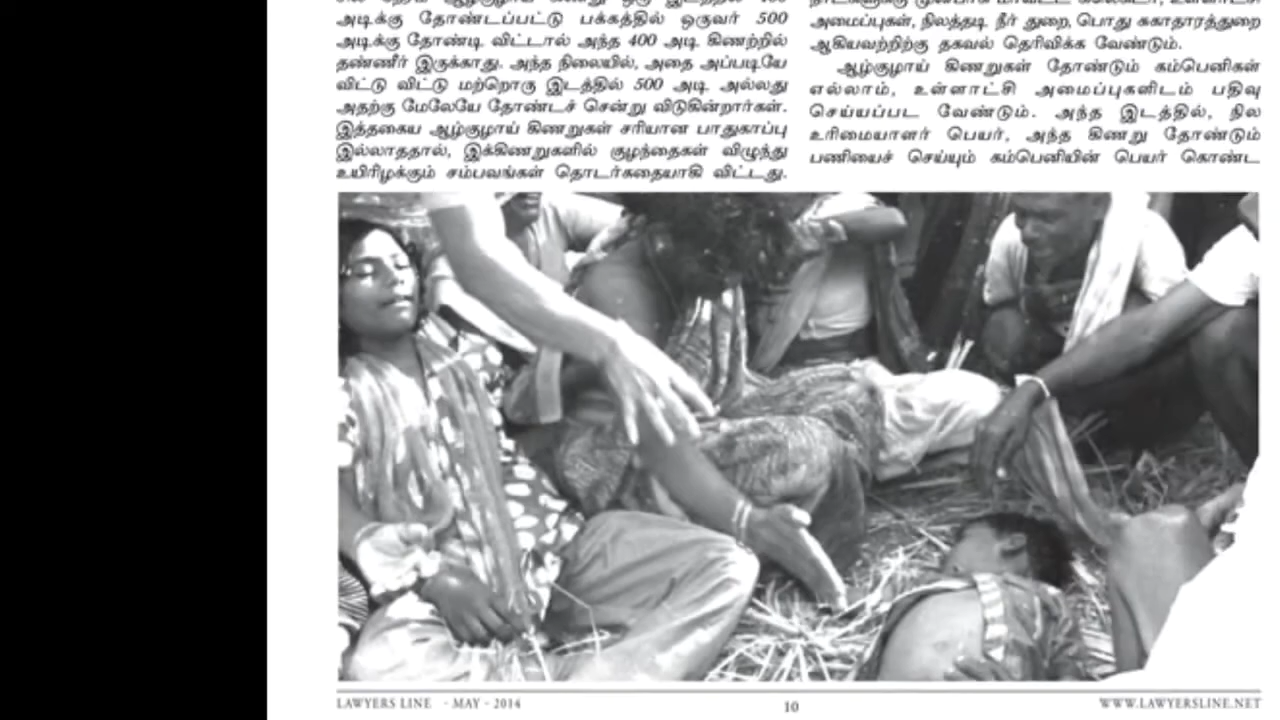 அடிக்கு தோண்டப்பட்டு பக்கத்தில் ஒருவர் 500
அடிக்கு தோண்டி விட்டால் அந்த 400 அடி கிணற்றில்
தண்ணீர் இருக்காது. அந்த நிலையில், அதை அப்படியே
விட்டு விட்டு மற்றொரு இடத்தில் 500 அடி அல்லது
அதற்கு மேலேயே தோண்டச் சென்று விடுகின்றார்கள்.
இத்தகைய ஆழ்குழாய் கிணறுகள் சரியான பாதுகாப்பு
இல்லாததால், இக்கிணறுகளில் குழந்தைகள் விழுந்து
உயிரிழக்கும் சம்பவங்கள் தொடர்கதையாகி விட்டது.
அமைப்புகள், நிலத்தடி நீர் துறை, பொது சுகாதாரத்துறை
ஆகியவற்றிற்கு தகவல் தெரிவிக்க வேண்டும்.
ஆழ்குழாய் கிணறுகள் தோண்டும் கம்பெனிகள்
எல்லாம், உள்ளாட்சி அமைப்புகளிடம் பதிவு
செய்யப்பட வேண்டும். அந்த இடத்தில், நில
உரிமையாளர் பெயர், அந்த கிணறு தோண்டும்
பணியைச் செய்யும் கம்பெனியின் பெயர் கொண்ட
LAWYERS LINE - MAY - 2014
10
WWW.LAWYERSLINE.NET